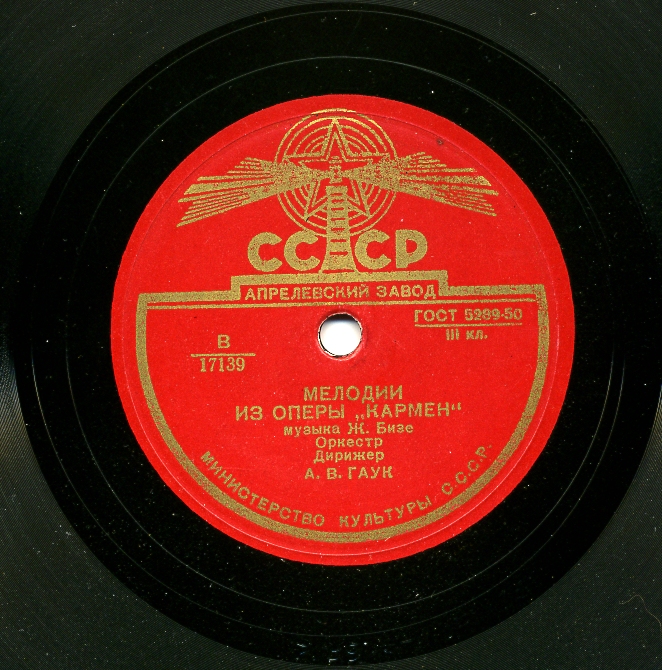 СССР
АПРЕЛЕВСКИЙ ЗАВОД
ГОСТ 5289-50
III кл.
В
17139
МЕЛОДИИ
ИЗ ОПЕРЫ „КАРМЕН“
музыка Ж. Бизе
Оркестр
Дирижер
А. В. ГАУК
МИНИСТЕРСТВО КУЛЬТУРЫ С.С.С.Р.